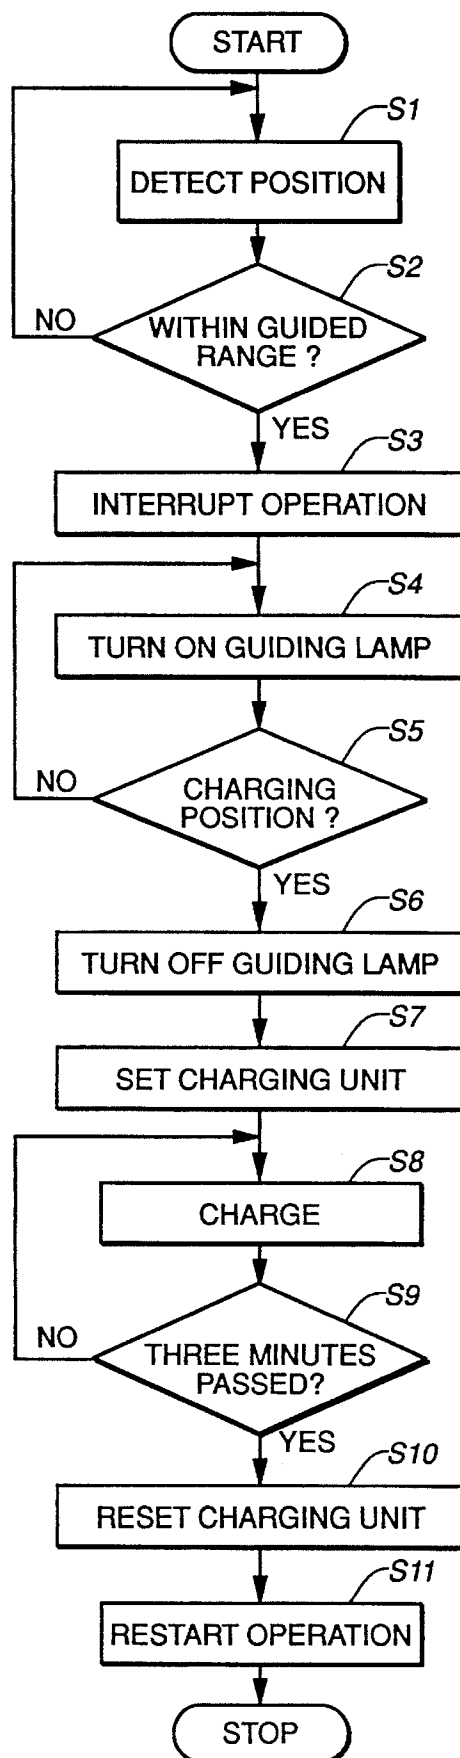 START
S1
DETECT POSITION
S2
WITHIN GUIDED
RANGE ?
NO
YES
S3
INTERRUPT OPERATION
S4
TURN ON GUIDING LAMP
S5
CHARGING
POSITION ?
NO
YES
S6
TURN OFF GUIDING LAMP
S7
SET CHARGING UNIT
S8
CHARGE
S9
THREE MINUTES
PASSED?
NO
YES
S10
RESET CHARGING UNIT
S11
RESTART OPERATION
STOP